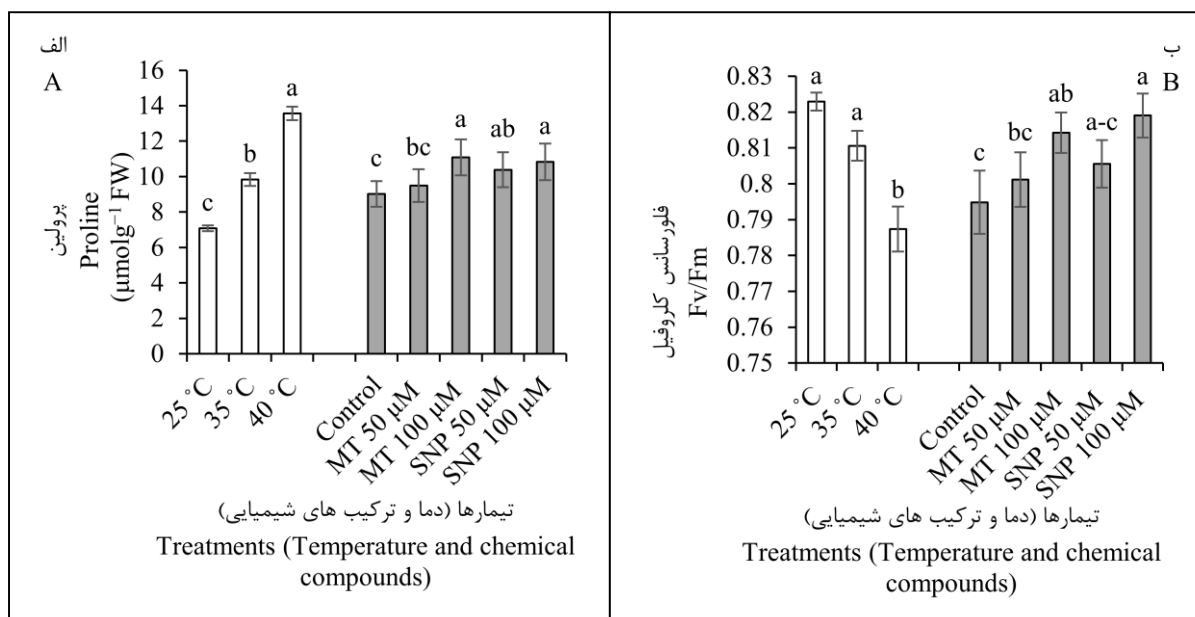 الف
A
16
14
12
10
8
6
4
2
0
پرولین
Proline
(µmolg⁻¹ FW)
c
b
a
c
bc
a
ab
a
25˚C
35˚C
40˚C
Control
MT 50 µM
MT 100 µM
SNP 50 µM
SNP 100 µM
تیمارها (دما و ترکیب های شیمیایی)
Treatments (Temperature and chemical
compounds)
ب
B
0.83
0.82
0.81
0.8
0.79
0.78
0.77
0.76
0.75
فلورسانس کلروفیل
Fv/Fm
a
a
b
c
bc
ab
a-c
a
25˚C
35˚C
40˚C
Control
MT 50 µM
MT 100 µM
SNP 50 µM
SNP 100 µM
تیمارها (دما و ترکیب های شیمیایی)
Treatments (Temperature and chemical
compounds)